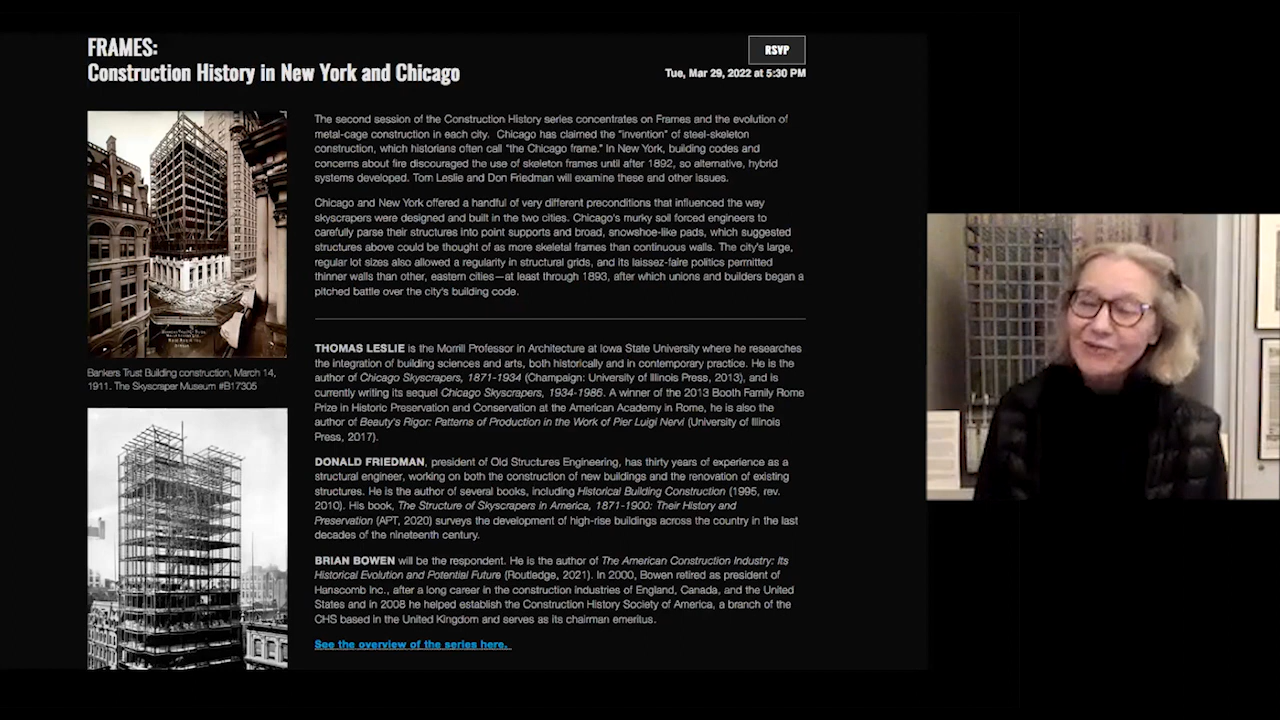 FRAMES:
Construction History in New York and Chicago
RSVP
Tue, Mar 29, 2022 at 5:30 PM
The second session of the Construction History series concentrates on Frames and the evolution of
metal-cage construction in each city. Chicago has claimed the "invention" of steel-skeleton
construction, which historians often call "the Chicago frame." In New York, building codes and
concerns about fire discouraged the use of skeleton frames until after 1892, so alternative, hybrid
systems developed. Tom Leslie and Don Friedman will examine these and other issues.
Chicago and New York offered a handful of very different preconditions that influenced the way
skyscrapers were designed and built in the two cities. Chicago's murky soil forced engineers to
carefully parse their structures into point supports and broad, snowshoe-like pads, which suggested
structures above could be thought of as more skeletal frames than continuous walls. The city's large,
regular lot sizes also allowed a regularity in structural grids, and its laissez-faire politics permitted
thinner walls than other, eastern cities—at least through 1893, after which unions and builders began a
pitched battle over the city's building code.
Bankers Trust Building construction, March 14,
1911. The Skyscraper Museum #B17305
THOMAS LESLIE is the Morrill Professor in Architecture at Iowa State University where he researches
the integration of building sciences and arts, both historically and in contemporary practice. He is the
author of Chicago Skyscrapers, 1871-1934 (Champaign: University of Illinois Press, 2013), and is
currently writing its sequel Chicago Skyscrapers, 1934-1986. A winner of the 2013 Booth Family Rome
Prize in Historic Preservation and Conservation at the American Academy in Rome, he is also the
author of Beauty's Rigor: Patterns of Production in the Work of Pier Luigi Nervi (University of Illinois
Press, 2017).
DONALD FRIEDMAN, president of Old Structures Engineering, has thirty years of experience as a
structural engineer, working on both the construction of new buildings and the renovation of existing
structures. He is the author of several books, including Historical Building Construction (1995, rev.
2010). His book, The Structure of Skyscrapers in America, 1871-1900: Their History and
Preservation (APT, 2020) surveys the development of high-rise buildings across the country in the last
decades of the nineteenth century.
BRIAN BOWEN will be the respondent. He is the author of The American Construction Industry: Its
Historical Evolution and Potential Future (Routledge, 2021). In 2000, Bowen retired as president of
Hanscomb Inc., after a long career in the construction industries of England, Canada, and the United
States and in 2008 he helped establish the Construction History Society of America, a branch of the
CHS based in the United Kingdom and serves as its chairman emeritus.
See the overview of the series here.